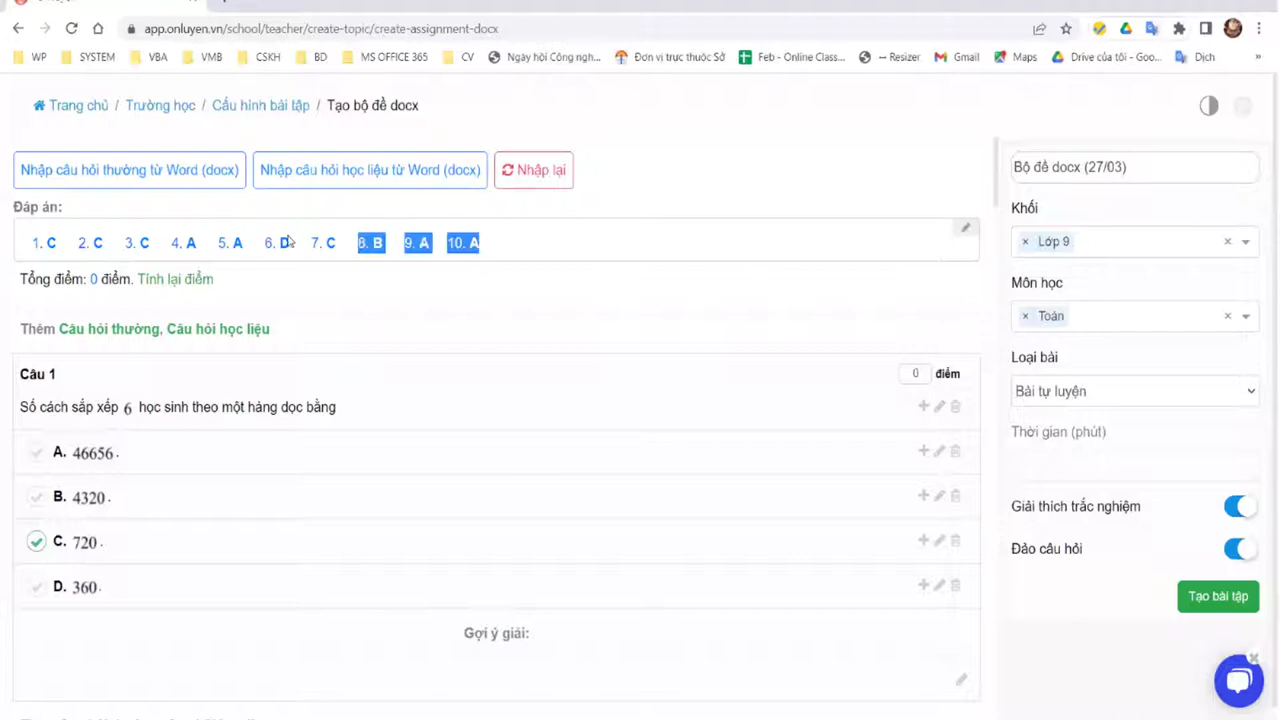 app.onluyen.vn/school/teacher/create-topic/create-assignment-docx
WP SYSTEM VBA VMB CSKH BD MS OFFICE 365 CV Ngày hội Công ngh... Đơn vị trực thuộc Sở Feb - Online Class... -- Resizer Gmail Maps Drive của tôi - Goo... Dịch »
Trang chủ / Trường học / Cấu hình bài tập / Tạo bộ đề docx
Nhập câu hỏi thường từ Word (docx) Nhập câu hỏi học liệu từ Word (docx) Nhập lại
Đáp án:
1. C 2. C 3. C 4. A 5. A 6. D 7. C 8. B 9. A 10. A
Tổng điểm: 0 điểm. Tính lại điểm
Thêm Câu hỏi thường, Câu hỏi học liệu
Câu 1 0 điểm
Số cách sắp xếp 6 học sinh theo một hàng dọc bằng
A. 46656.
B. 4320.
C. 720.
D. 360.
Gợi ý giải:
Bộ đề docx (27/03)
Khối
× Lớp 9 ×
Môn học
× Toán ×
Loại bài
Bài tự luyện
Thời gian (phút)
Giải thích trắc nghiệm
Đảo câu hỏi
Tạo bài tập